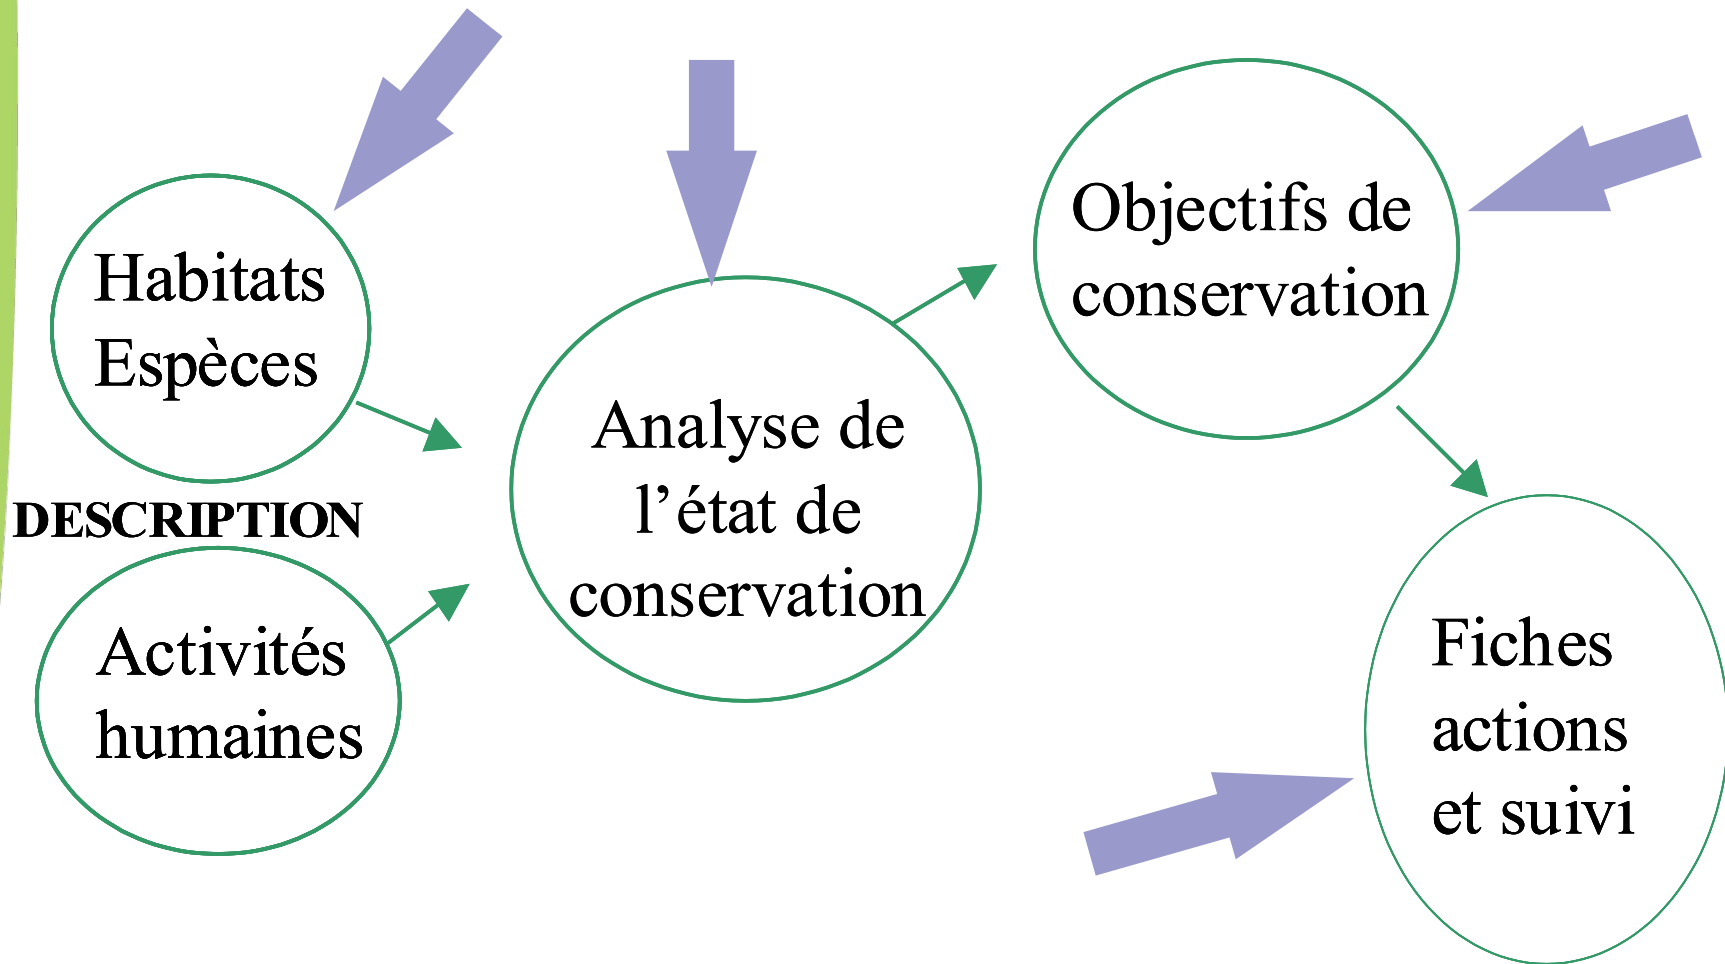 Habitats
Espèces
DESCRIPTION
Activités
humaines
Analyse de
l’état de
conservation
Objectifs de
conservation
Fiches
actions
et suivi